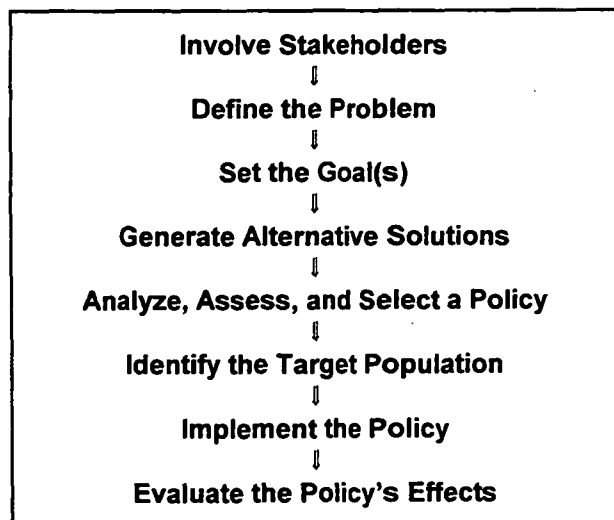 Involve Stakeholders
⇓
Define the Problem
⇓
Set the Goal(s)
⇓
Generate Alternative Solutions
⇓
Analyze, Assess, and Select a Policy
⇓
Identify the Target Population
⇓
Implement the Policy
⇓
Evaluate the Policy's Effects